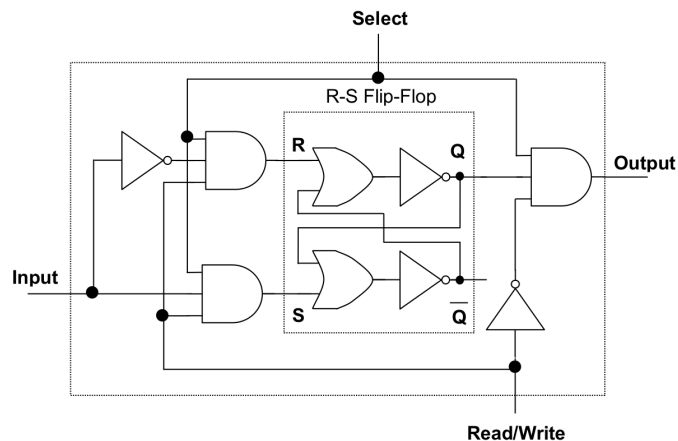 Select
R-S Flip-Flop
R
Q
Output
Input
S
Q
Read/Write